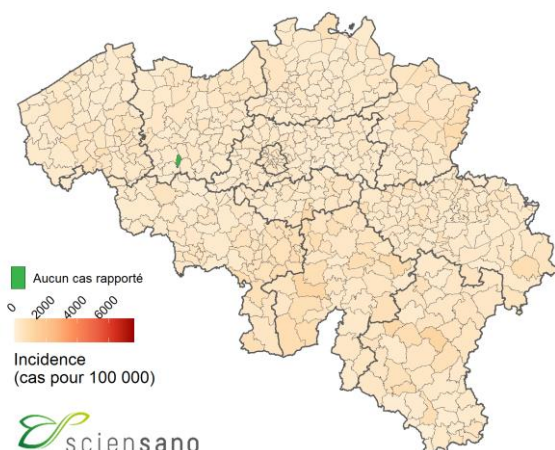 Aucun cas rapporté
0 2000 4000 6000
Incidence
(cas pour 100 000)
sciensano